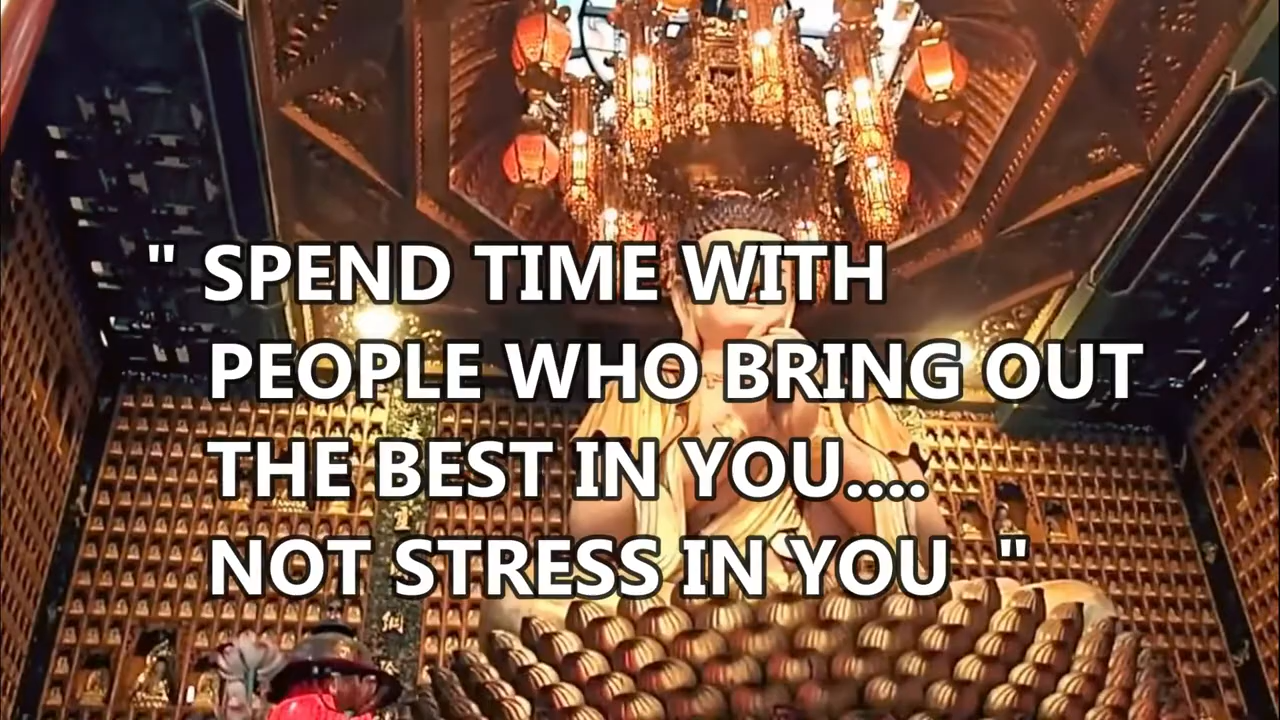 " SPEND TIME WITH
PEOPLE WHO BRING OUT
THE BEST IN YOU....
NOT STRESS IN YOU "